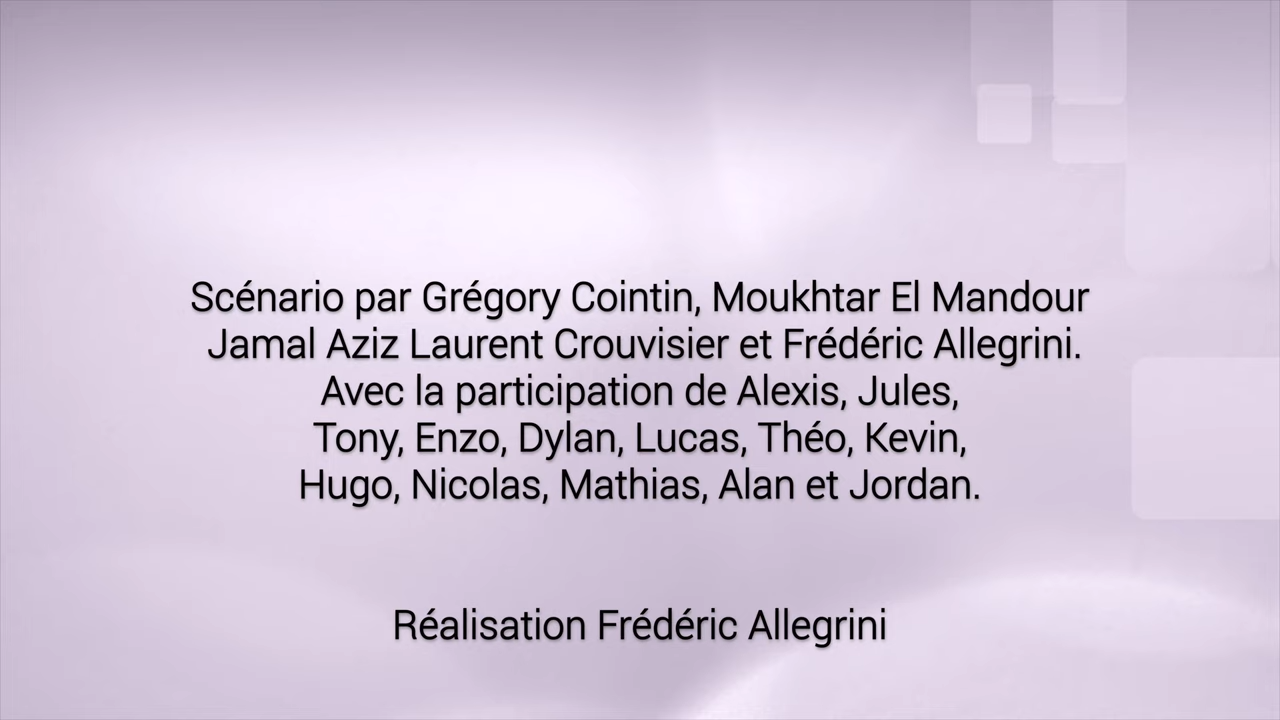 Scénario par Grégory Cointin, Moukhtar El Mandour
Jamal Aziz Laurent Crouvisier et Frédéric Allegrini.
Avec la participation de Alexis, Jules,
Tony, Enzo, Dylan, Lucas, Théo, Kevin,
Hugo, Nicolas, Mathias, Alan et Jordan.
Réalisation Frédéric Allegrini